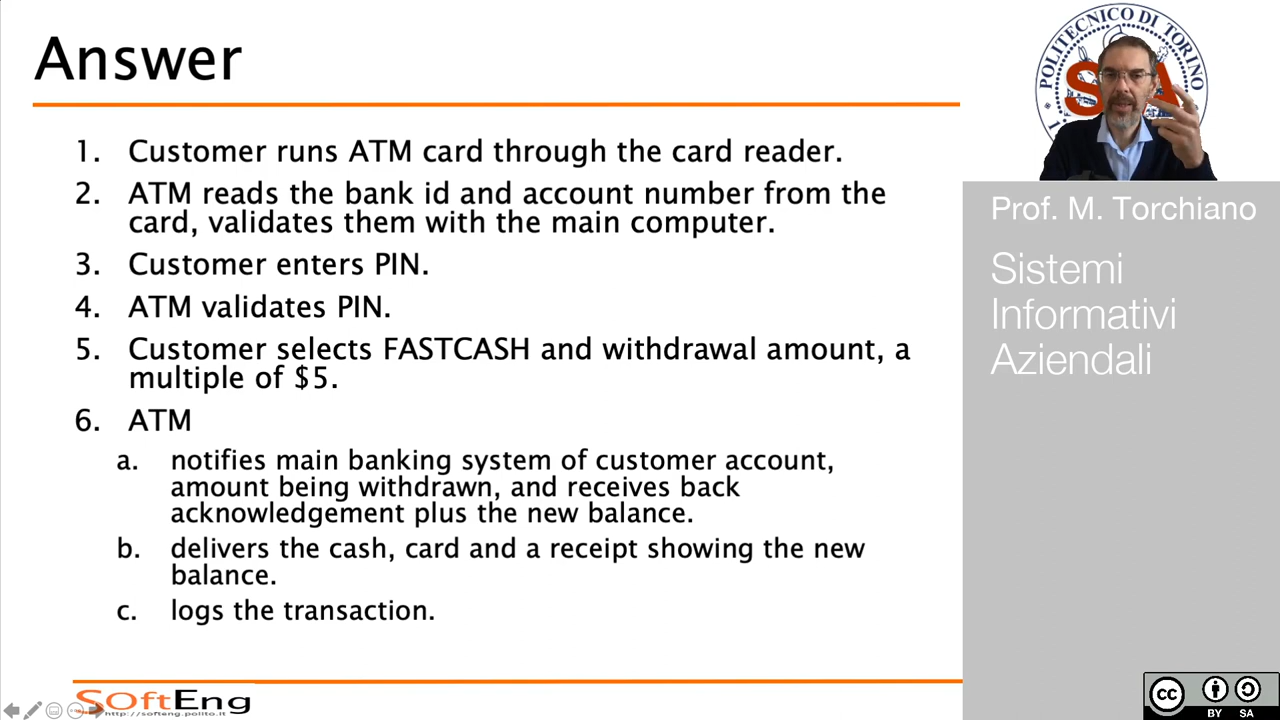 Answer
1. Customer runs ATM card through the card reader.
2. ATM reads the bank id and account number from the
card, validates them with the main computer.
3. Customer enters PIN.
4. ATM validates PIN.
5. Customer selects FASTCASH and withdrawal amount, a
multiple of $5.
6. ATM
a. notifies main banking system of customer account,
amount being withdrawn, and receives back
acknowledgement plus the new balance.
b. delivers the cash, card and a receipt showing the new
balance.
c. logs the transaction.
SOftEng
http://softeng.polito.it
POLITECNICO DI TORINO
Prof. M. Torchiano
Sistemi
Informativi
Aziendali
cc
BY SA